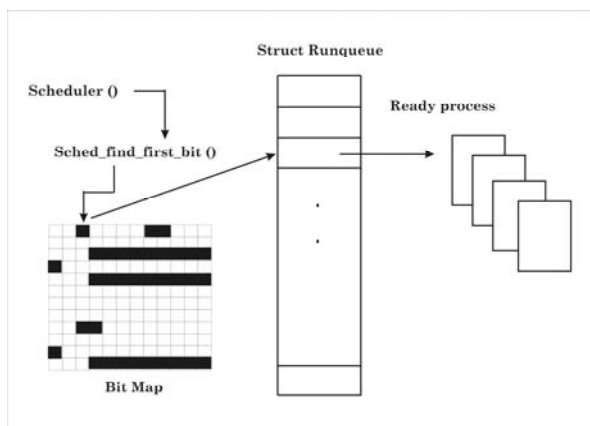 Struct Runqueue
Scheduler ()
Ready process
Sched_find_first_bit ()
Bit Map